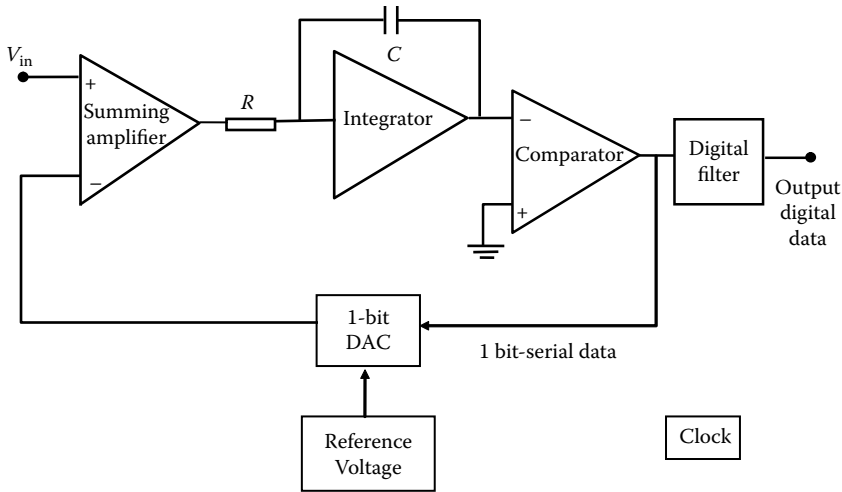 V_in
+
Summing
amplifier
−
R
C
Integrator
−
Comparator
+
Digital
filter
Output
digital
data
1-bit
DAC
1 bit-serial data
Reference
Voltage
Clock